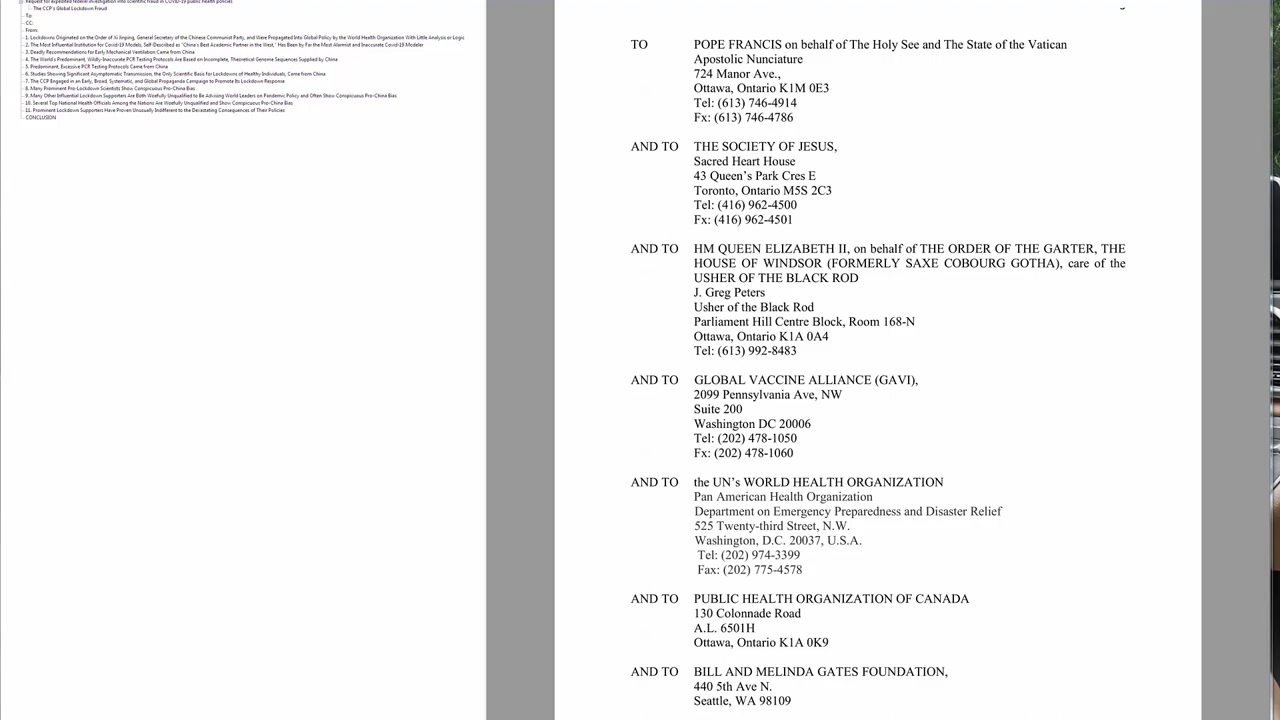 Request for expedited federal investigation into scientific fraud in COVID-19 public health policies
The CCP's Global Lockdown Fraud
To:
CC:
From:
1. Lockdowns Originated on the Order of Xi Jinping, General Secretary of the Chinese Communist Party, and Were Propagated Into Global Policy by the World Health Organization With Little Analysis or Logic
2. The Most Influential Institution for Covid-19 Models, Self-Described as "China's Best Academic Partner in the West," Has Been by Far the Most Alarmist and Inaccurate Covid-19 Modeler
3. Deadly Recommendations for Early Mechanical Ventilation Came from China
4. The World's Predominant, Wildly-Inaccurate PCR Testing Protocols Are Based on Incomplete, Theoretical Genome Sequences Supplied by China
5. Predominant, Excessive PCR Testing Protocols Came from China
6. Studies Showing Significant Asymptomatic Transmission, the Only Scientific Basis for Lockdowns of Healthy Individuals, Came from China
7. The CCP Engaged in an Early, Broad, Systematic, and Global Propaganda Campaign to Promote Its Lockdown Response
8. Many Prominent Pro-Lockdown Scientists Show Conspicuous Pro-China Bias
9. Many Other Influential Lockdown Supporters Are Both Woefully Unqualified to Be Advising World Leaders on Pandemic Policy and Often Show Conspicuous Pro-China Bias
10. Several Top National Health Officials Among the Nations Are Woefully Unqualified and Show Conspicuous Pro-China Bias
11. Prominent Lockdown Supporters Have Proven Unusually Indifferent to the Devastating Consequences of Their Policies
CONCLUSION
TO POPE FRANCIS on behalf of The Holy See and The State of the Vatican
Apostolic Nunciature
724 Manor Ave.,
Ottawa, Ontario K1M 0E3
Tel: (613) 746-4914
Fx: (613) 746-4786
AND TO THE SOCIETY OF JESUS,
Sacred Heart House
43 Queen's Park Cres E
Toronto, Ontario M5S 2C3
Tel: (416) 962-4500
Fx: (416) 962-4501
AND TO HM QUEEN ELIZABETH II, on behalf of THE ORDER OF THE GARTER, THE
HOUSE OF WINDSOR (FORMERLY SAXE COBOURG GOTHA), care of the
USHER OF THE BLACK ROD
J. Greg Peters
Usher of the Black Rod
Parliament Hill Centre Block, Room 168-N
Ottawa, Ontario K1A 0A4
Tel: (613) 992-8483
AND TO GLOBAL VACCINE ALLIANCE (GAVI),
2099 Pennsylvania Ave, NW
Suite 200
Washington DC 20006
Tel: (202) 478-1050
Fx: (202) 478-1060
AND TO the UN's WORLD HEALTH ORGANIZATION
Pan American Health Organization
Department on Emergency Preparedness and Disaster Relief
525 Twenty-third Street, N.W.
Washington, D.C. 20037, U.S.A.
Tel: (202) 974-3399
Fax: (202) 775-4578
AND TO PUBLIC HEALTH ORGANIZATION OF CANADA
130 Colonnade Road
A.L. 6501H
Ottawa, Ontario K1A 0K9
AND TO BILL AND MELINDA GATES FOUNDATION,
440 5th Ave N.
Seattle, WA 98109